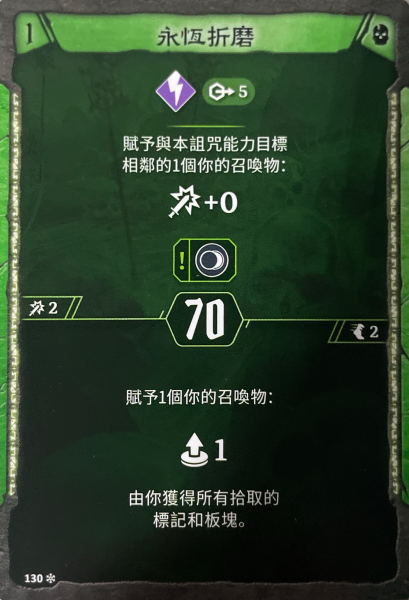 1
永恆折磨
5
賦予與本詛咒能力目標
相鄰的1個你的召喚物：
+0
!
2
70
2
賦予1個你的召喚物：
1
由你獲得所有拾取的
標記和板塊。
130